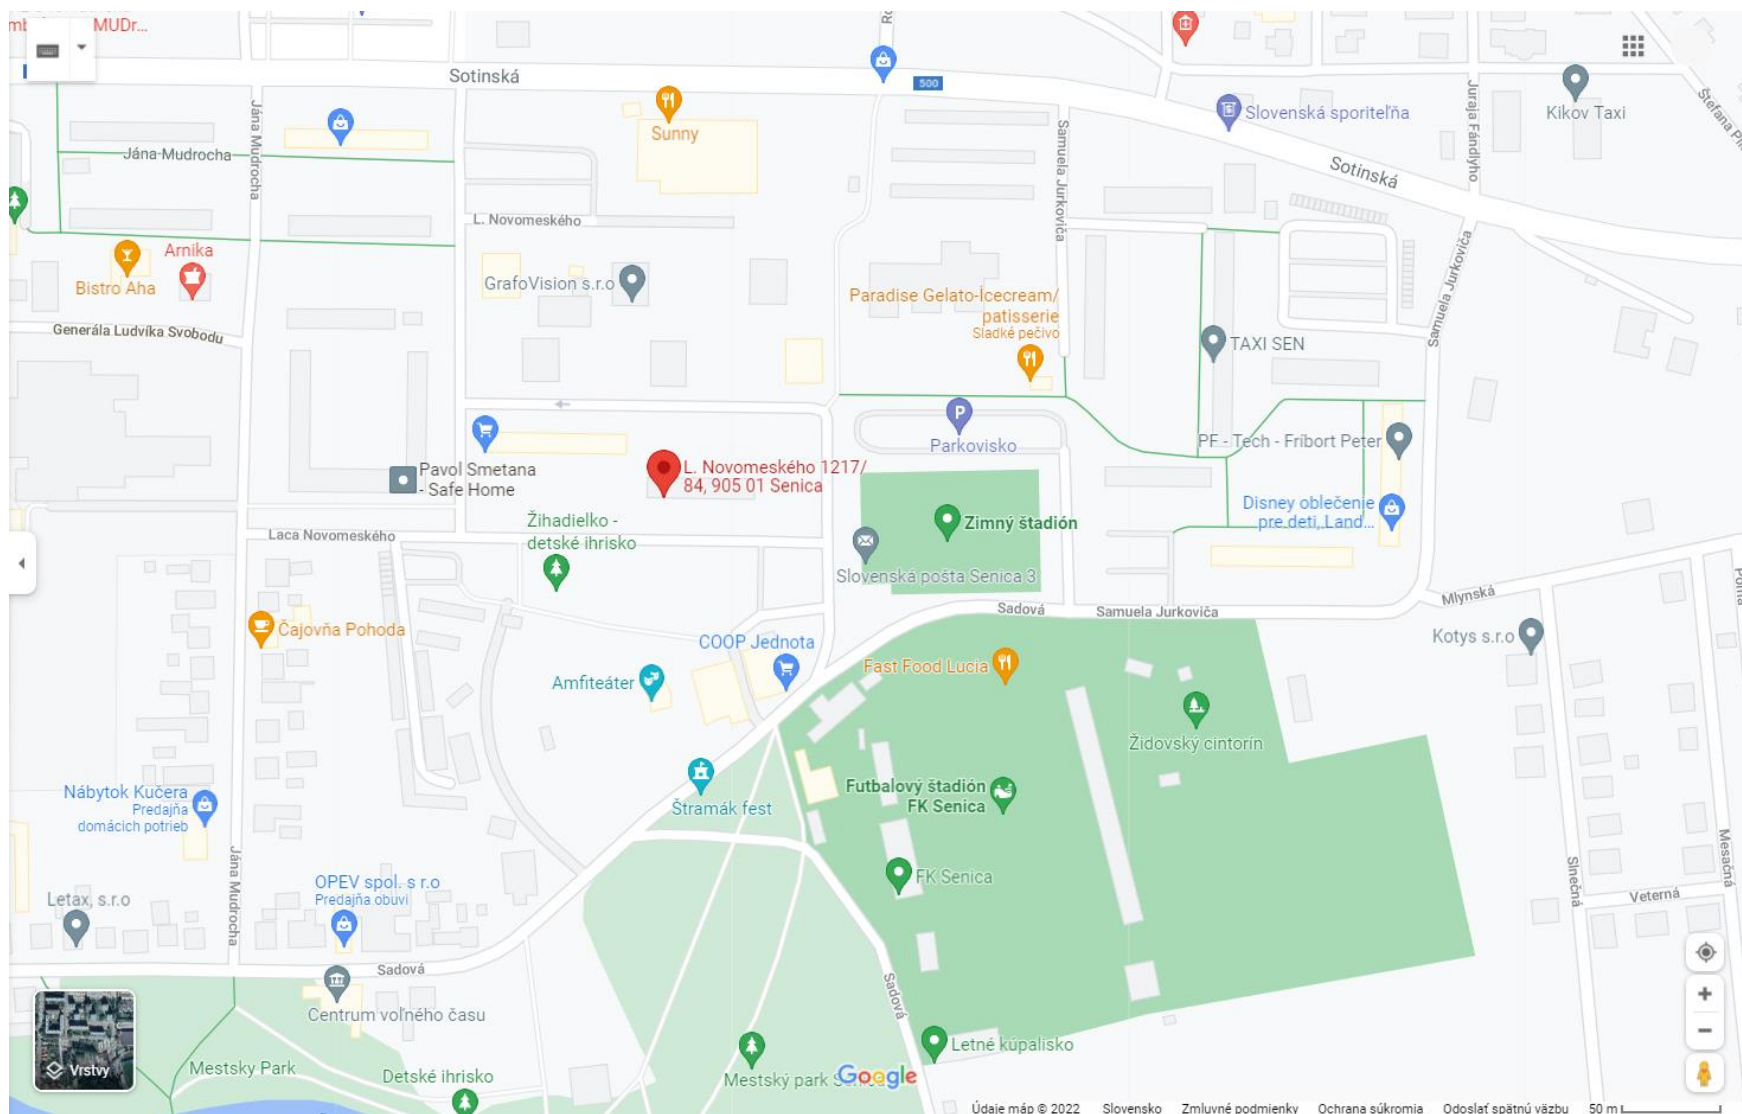 MUDr...
Sotinská
500
Sunny
Slovenská sporiteľňa
Kikov Taxi
Juraja Fándlyho
Jána Mudrocha
Jána Mudrocha
Samuela Jurkoviča
Sotinská
L. Novomeského
Arnika
Bistro Aha
GrafoVision s.r.o
Paradise Gelato-İcecream/
patisserie
Sladké pečivo
Samuela Jurkoviča
Generála Ludvíka Svobodu
TAXI SEN
Parkovisko
P
PF - Tech - Fribort Peter
Pavol Smetana
- Safe Home
L. Novomeského 1217/
84, 905 01 Senica
Žihadielko -
detské ihrisko
Zimný štadión
Disney oblečenie
pre deti, Land...
Laca Novomeského
Slovenská pošta Senica 3
Sadová
Samuela Jurkoviča
Mlynská
Čajovňa Pohoda
COOP Jednota
Kotys s.r.o
Fast Food Lucia
Amfiteáter
Židovský cintorín
Nábytok Kučera
Predajňa
domácich potrieb
Štramák fest
Futbalový štadión
FK Senica
Jána Mudrocha
FK Senica
Slnečná
Mesačná
Veterná
OPEV spol. s r.o
Predajňa obuvi
Letax, s.r.o
Sadová
Sadová
Centrum voľného času
Letné kúpalisko
Vrstvy
Mestsky Park
Detské ihrisko
Mestský park
Google
Údaje máp © 2022 Slovensko Zmluvné podmienky Ochrana súkromia Odoslať spätnú väzbu 50 m